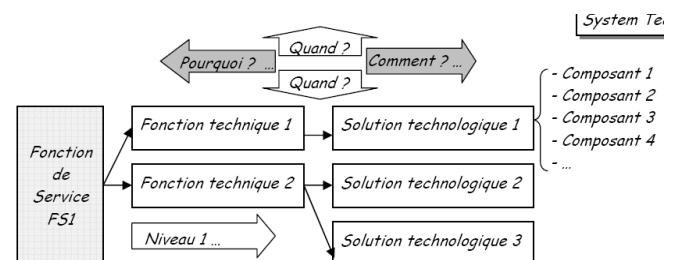 System
Quand ?
Pourquoi ? ...
Comment ? ...
Quand ?
- Composant 1
- Composant 2
- Composant 3
- Composant 4
- ...
Fonction technique 1
Solution technologique 1
Fonction
de
Service
FS1
Fonction technique 2
Solution technologique 2
Niveau 1 ...
Solution technologique 3